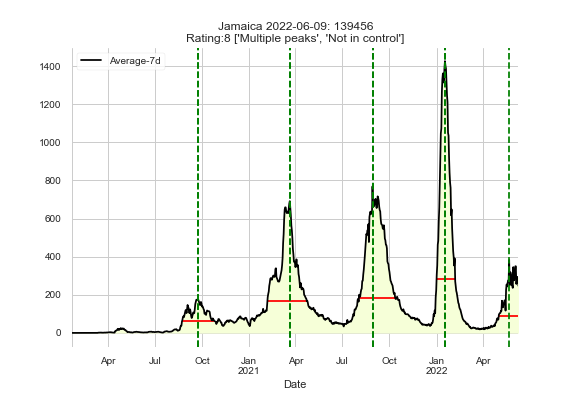 Jamaica 2022-06-09: 139456
Rating:8 ['Multiple peaks', 'Not in control']
Average-7d
1400
1200
1000
800
600
400
200
0
Apr Jul Oct Jan Apr Jul Oct Jan Apr
2021 2022
Date